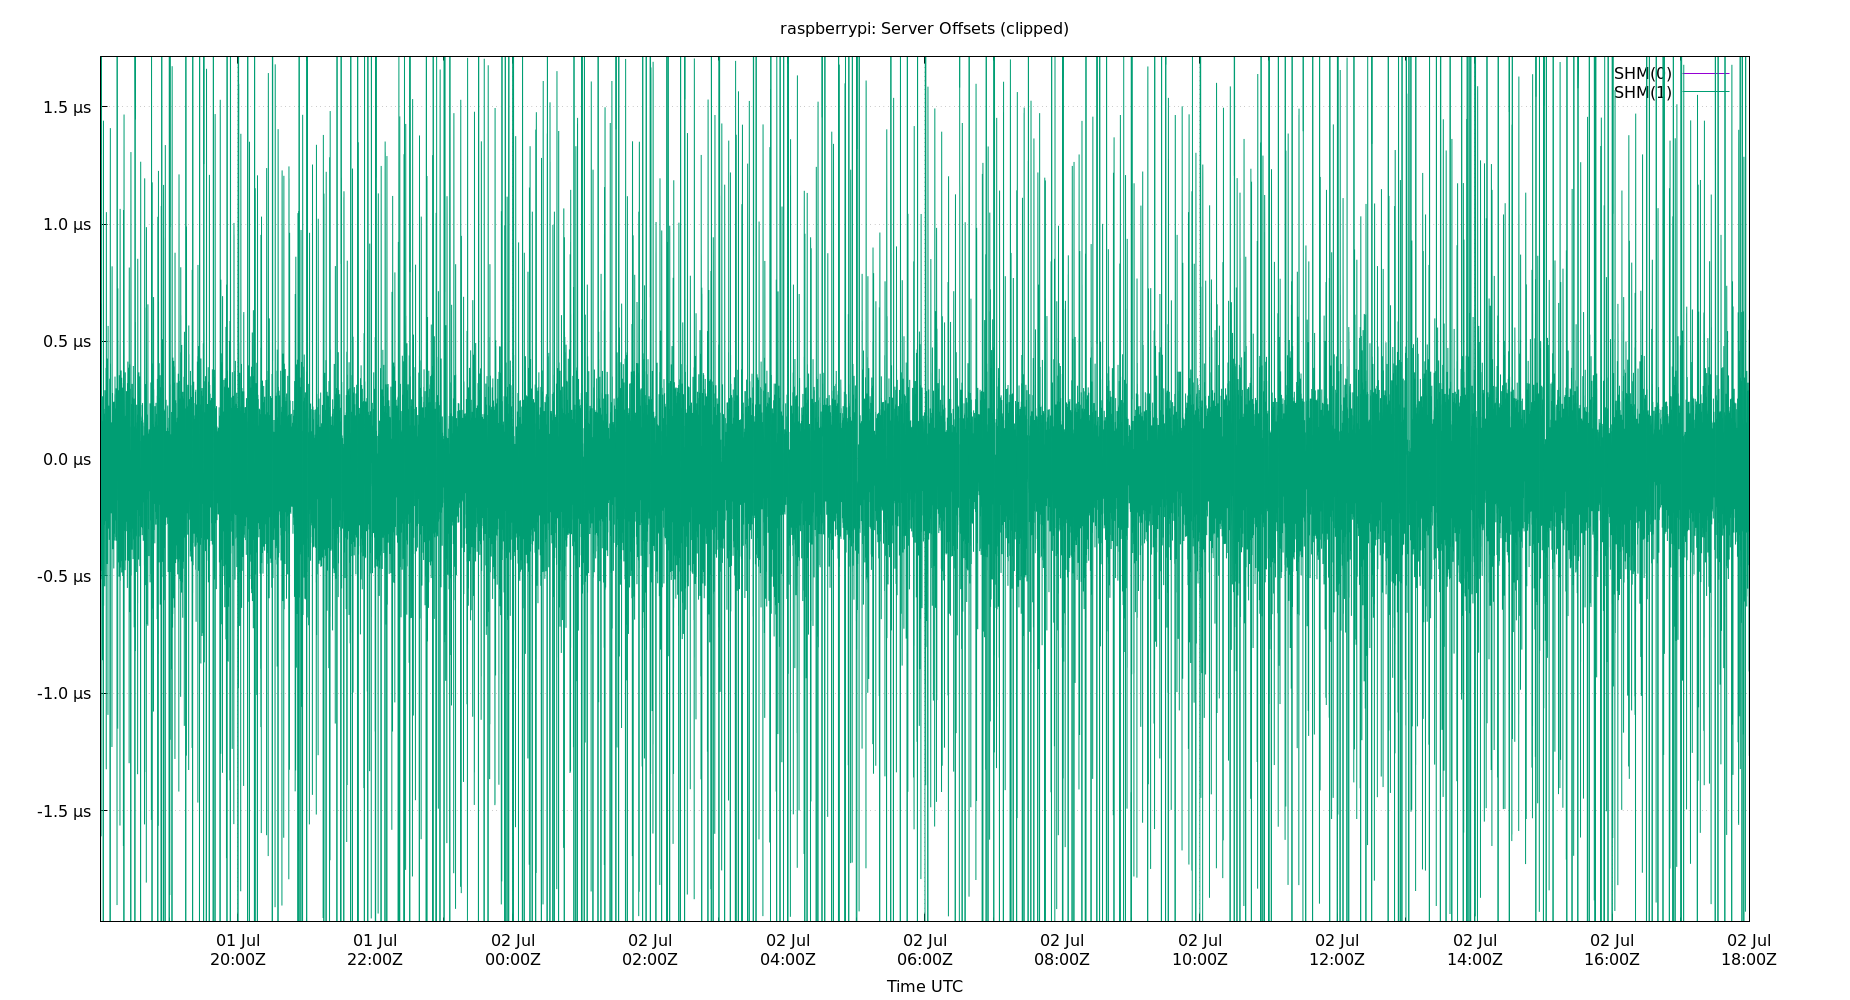 raspberrypi: Server Offsets (clipped)
SHM(0)
SHM(1)
1.5 µs
1.0 µs
0.5 µs
0.0 µs
-0.5 µs
-1.0 µs
-1.5 µs
01 Jul 01 Jul 02 Jul 02 Jul 02 Jul 02 Jul 02 Jul 02 Jul 02 Jul 02 Jul 02 Jul 02 Jul
20:00Z 22:00Z 00:00Z 02:00Z 04:00Z 06:00Z 08:00Z 10:00Z 12:00Z 14:00Z 16:00Z 18:00Z
Time UTC